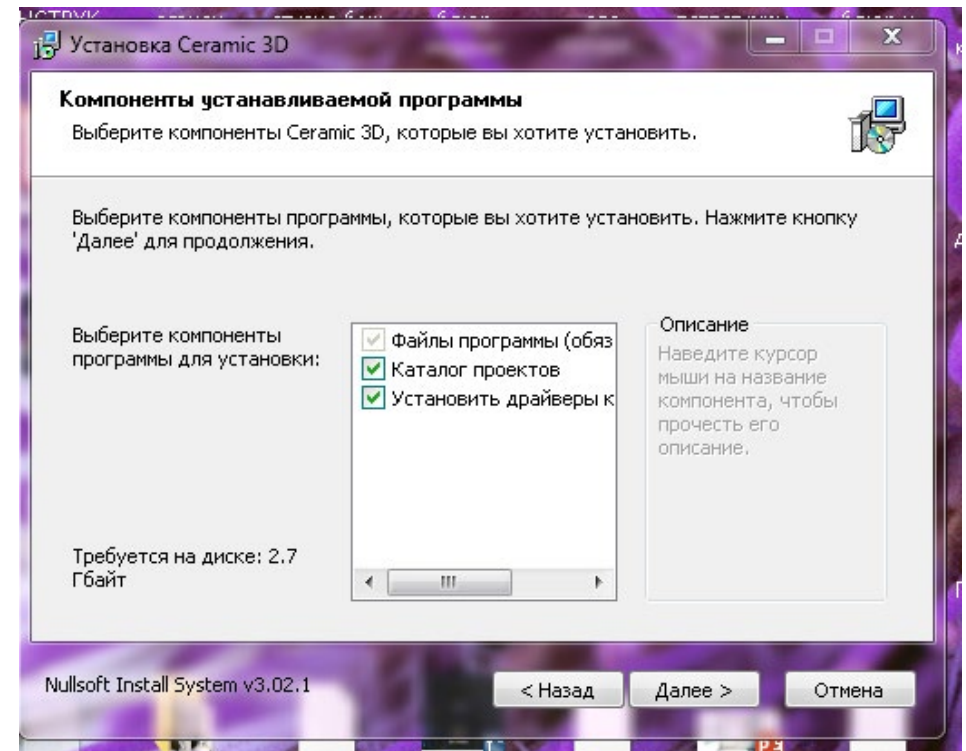 Установка Ceramic 3D
Компоненты устанавливаемой программы
Выберите компоненты Ceramic 3D, которые вы хотите установить.
Выберите компоненты программы, которые вы хотите установить. Нажмите кнопку
'Далее' для продолжения.
Выберите компоненты
программы для установки:
Файлы программы (обяз
Каталог проектов
Установить драйверы к
Описание
Наведите курсор
мыши на название
компонента, чтобы
прочесть его
описание.
Требуется на диске: 2.7
Гбайт
Nullsoft Install System v3.02.1
< Назад
Далее >
Отмена